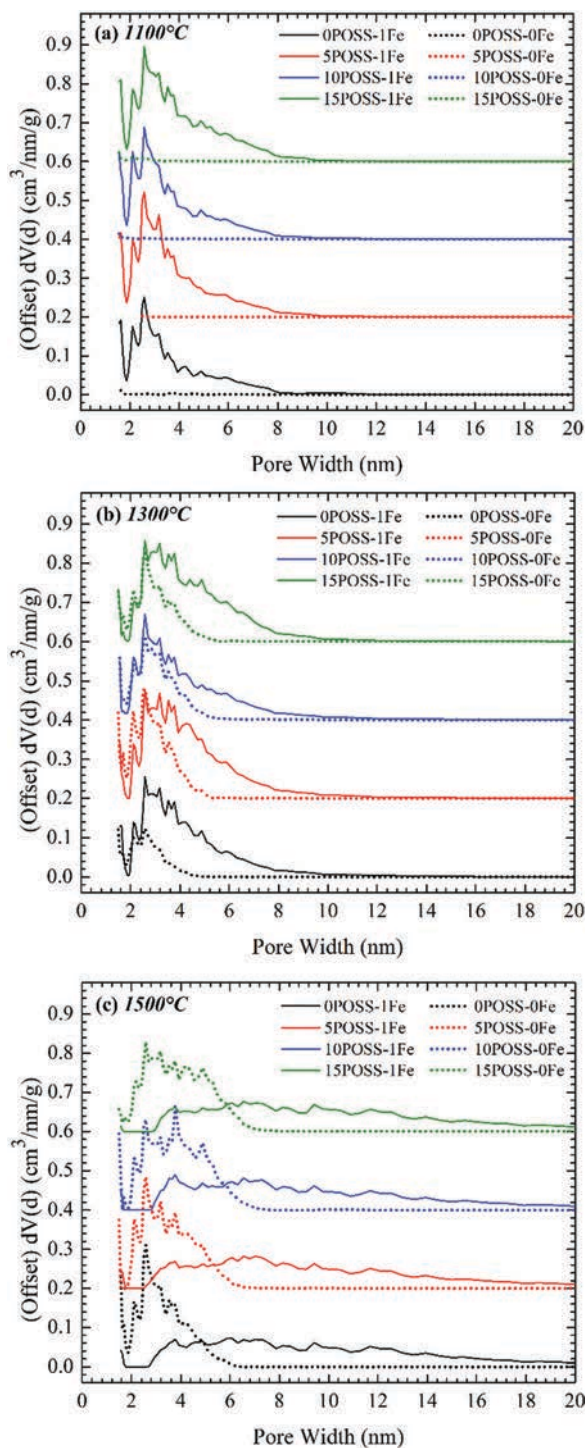 (a) 1100°C
0POSS-1Fe 0POSS-0Fe
5POSS-1Fe 5POSS-0Fe
10POSS-1Fe 10POSS-0Fe
15POSS-1Fe 15POSS-0Fe
0.9
0.8
0.7
0.6
0.5
0.4
0.3
0.2
0.1
0.0
(Offset) dV(d) (cm³/nm/g)
0 2 4 6 8 10 12 14 16 18 20
Pore Width (nm)
(b) 1300°C
0POSS-1Fe 0POSS-0Fe
5POSS-1Fe 5POSS-0Fe
10POSS-1Fe 10POSS-0Fe
15POSS-1Fe 15POSS-0Fe
0.9
0.8
0.7
0.6
0.5
0.4
0.3
0.2
0.1
0.0
(Offset) dV(d) (cm³/nm/g)
0 2 4 6 8 10 12 14 16 18 20
Pore Width (nm)
(c) 1500°C
0POSS-1Fe 0POSS-0Fe
5POSS-1Fe 5POSS-0Fe
10POSS-1Fe 10POSS-0Fe
15POSS-1Fe 15POSS-0Fe
0.9
0.8
0.7
0.6
0.5
0.4
0.3
0.2
0.1
0.0
(Offset) dV(d) (cm³/nm/g)
0 2 4 6 8 10 12 14 16 18 20
Pore Width (nm)